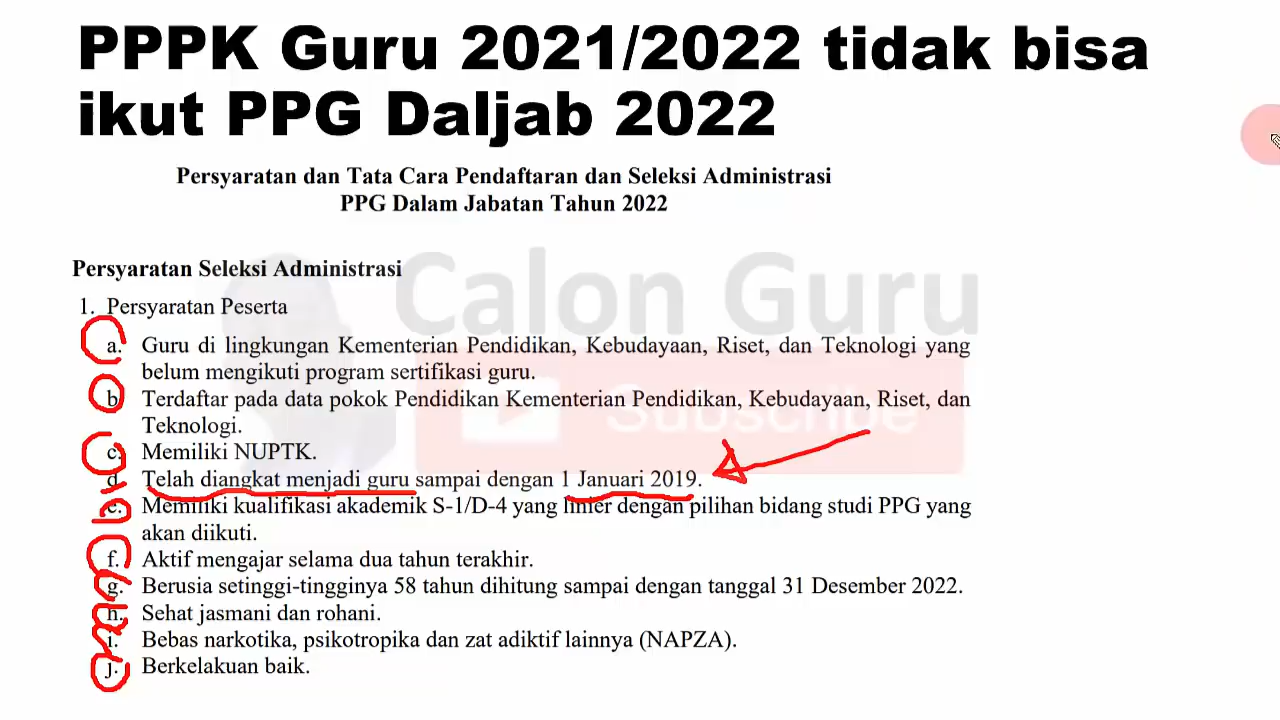 PPPK Guru 2021/2022 tidak bisa
ikut PPG Daljab 2022
Persyaratan dan Tata Cara Pendaftaran dan Seleksi Administrasi
PPG Dalam Jabatan Tahun 2022
Calon Guru
Persyaratan Seleksi Administrasi
1. Persyaratan Peserta
a. Guru di lingkungan Kementerian Pendidikan, Kebudayaan, Riset, dan Teknologi yang
belum mengikuti program sertifikasi guru.
b. Terdaftar pada data pokok Pendidikan Kementerian Pendidikan, Kebudayaan, Riset, dan
Subscribe
Teknologi.
c. Memiliki NUPTK.
d. Telah diangkat menjadi guru sampai dengan 1 Januari 2019.
e. Memiliki kualifikasi akademik S-1/D-4 yang linier dengan pilihan bidang studi PPG yang
akan diikuti.
f. Aktif mengajar selama dua tahun terakhir.
g. Berusia setinggi-tingginya 58 tahun dihitung sampai dengan tanggal 31 Desember 2022.
h. Sehat jasmani dan rohani.
i. Bebas narkotika, psikotropika dan zat adiktif lainnya (NAPZA).
j. Berkelakuan baik.